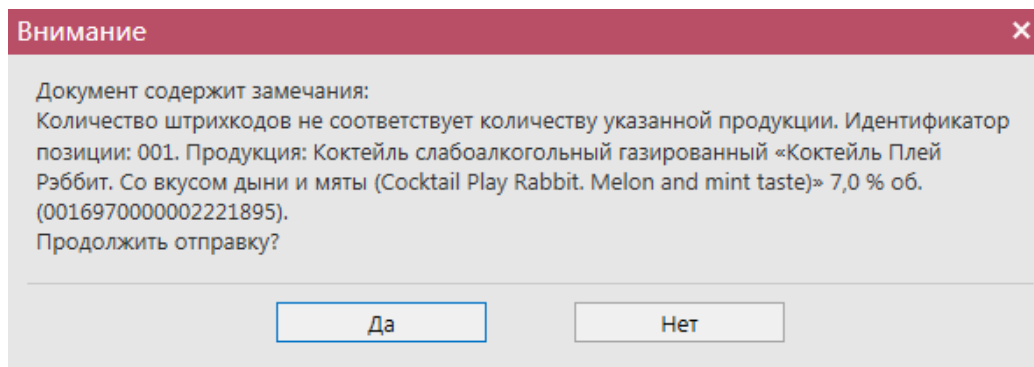 Внимание
Документ содержит замечания:
Количество штрихкодов не соответствует количеству указанной продукции. Идентификатор
позиции: 001. Продукция: Коктейль слабоалкогольный газированный «Коктейль Плей
Рэббит. Со вкусом дыни и мяты (Cocktail Play Rabbit. Melon and mint taste)» 7,0 % об.
(0016970000002221895).
Продолжить отправку?
Да
Нет